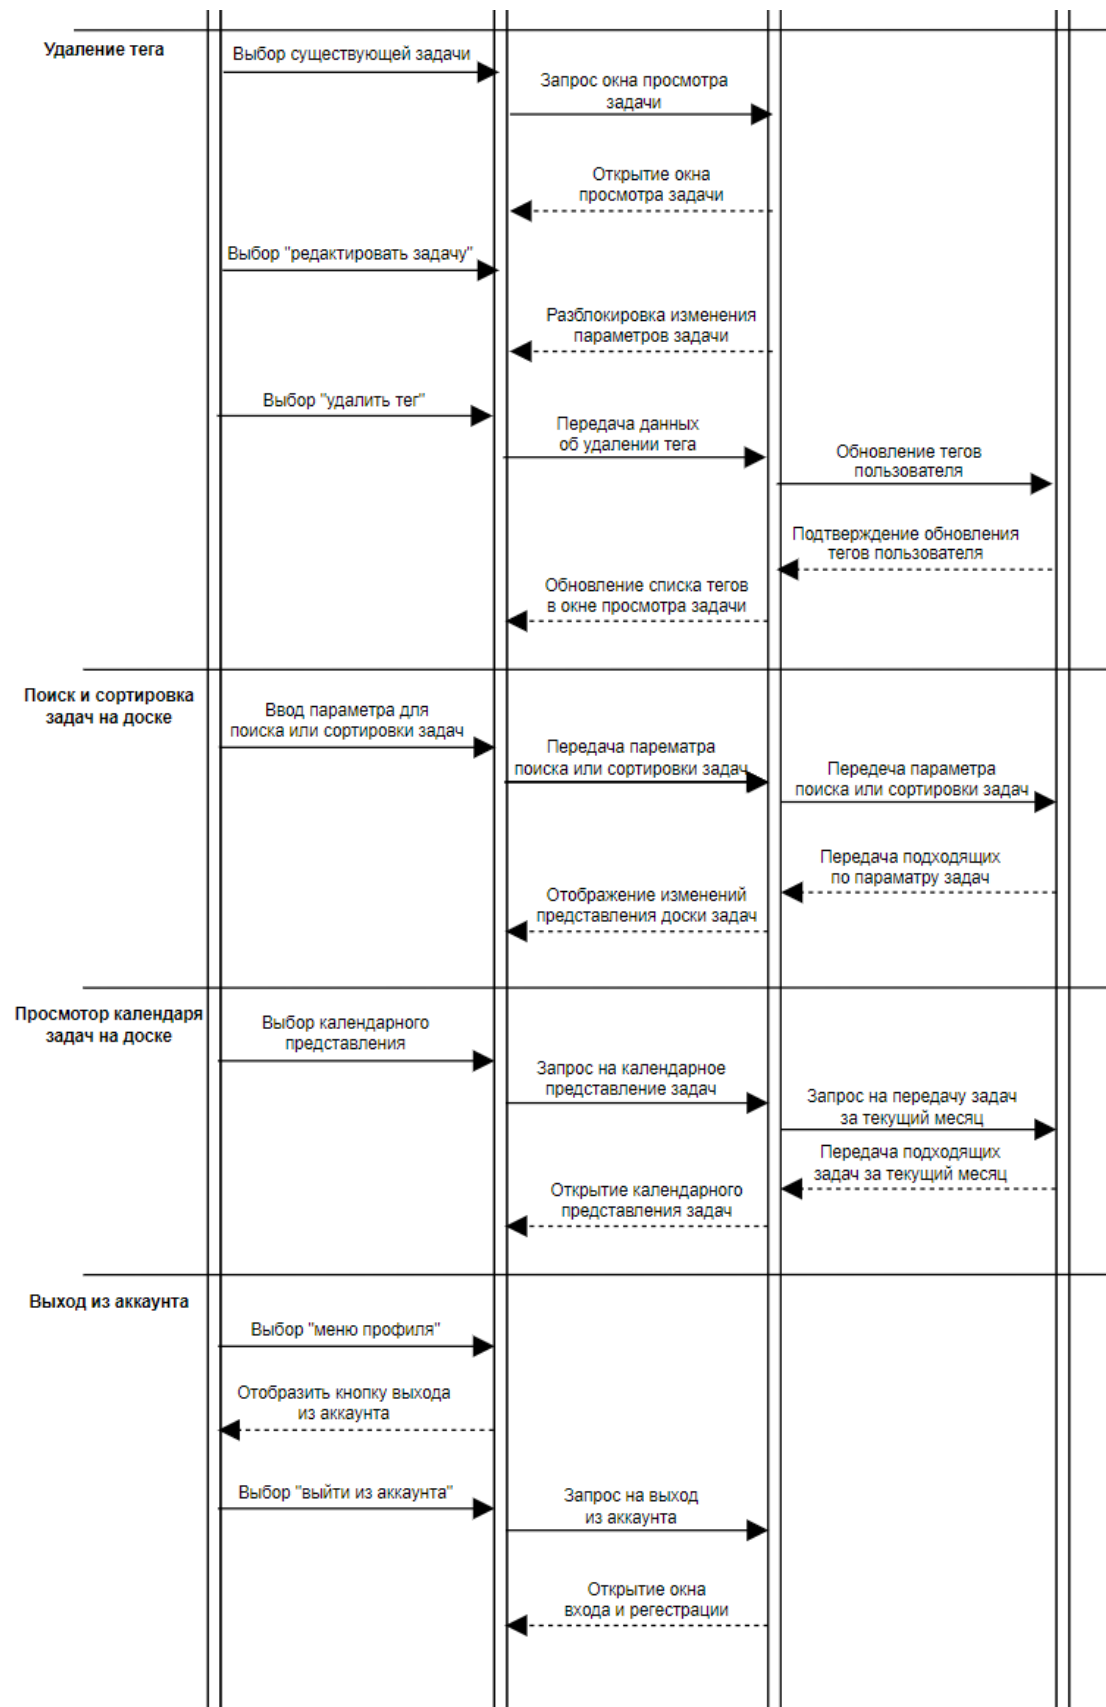 Удаление тега
Выбор существующей задачи
Запрос окна просмотра
задачи
Открытие окна
просмотра задачи
Выбор "редактировать задачу"
Разблокировка изменения
параметров задачи
Выбор "удалить тег"
Передача данных
об удалении тега
Обновление тегов
пользователя
Подтверждение обновления
тегов пользователя
Обновление списка тегов
в окне просмотра задачи
Поиск и сортировка
задач на доске
Ввод параметра для
поиска или сортировки задач
Передача парематра
поиска или сортировки задач
Передеча параметра
поиска или сортировки задач
Передача подходящих
по параматру задач
Отображение изменений
представления доски задач
Просмотор календаря
задач на доске
Выбор календарного
представления
Запрос на календарное
представление задач
Запрос на передачу задач
за текущий месяц
Передача подходящих
задач за текущий месяц
Открытие календарного
представления задач
Выход из аккаунта
Выбор "меню профиля"
Отобразить кнопку выхода
из аккаунта
Выбор "выйти из аккаунта"
Запрос на выход
из аккаунта
Открытие окна
входа и регестрации